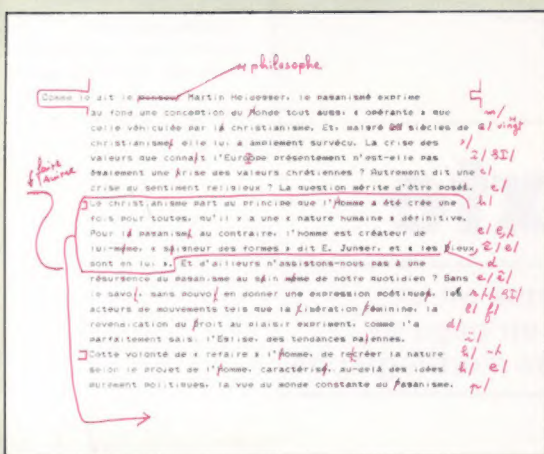 philosophe
Comme le dit le penseur Martin Heidegger, le paganisme exprime
au fond une conception du Monde tout aussi « opérante » que m/
celle véhiculée par le christianisme. Et, malgré 20 siècles de e/ vingt
christianisme elle lui a amplement survécu. La crise des
valeurs que connait l'Europe présentement n'est-elle pas
faire suivre
également une crise des valeurs chrétiennes ? Autrement dit une c/
crise du sentiment religieux ? La question mérite d'être posée. e/
Le christianisme part du principe que l'Homme a été créé une h/
fois pour toutes, qu'il a une « nature humaine » définitive.
Pour le paganisme au contraire, l'homme est créateur de
lui-même, « seigneur des formes » dit E. Junger, et « les Dieux
sont en lui ». Et d'ailleurs n'assistons-nous pas à une d
résurgence du paganisme au sein même de notre quotidien ? Sans
le savoir, sans pouvoir en donner une expression poétique, les
acteurs de mouvements tels que la Libération Féminine, la l/ f/
revendication du Droit au plaisir expriment, comme l'a d/
parfaitement saisi l'Eglise, des tendances païennes.
Cette volonté de « refaire » l'Homme, de recréer la nature h/
selon le projet de l'Homme, caractérise, au-delà des idées h/ e/
purement politiques, la vue du monde constante du Paganisme. p/